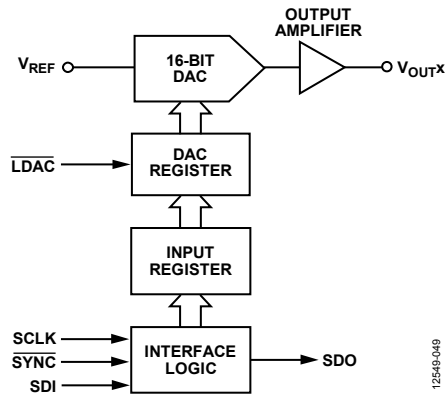 OUTPUT
AMPLIFIER
VREF
16-BIT
DAC
VOUTX
LDAC
DAC
REGISTER
INPUT
REGISTER
SCLK
SYNC
SDI
INTERFACE
LOGIC
SDO
12549-049